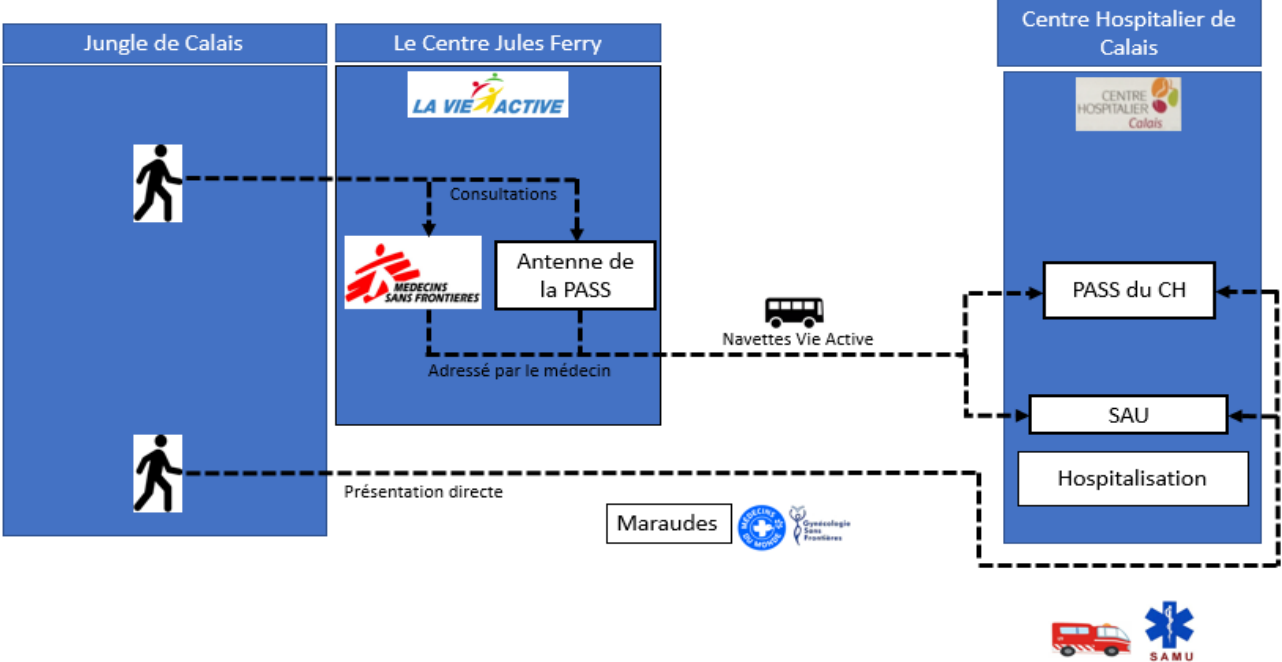 Jungle de Calais
Le Centre Jules Ferry
Centre Hospitalier de
Calais
LA VIE ACTIVE
CENTRE
HOSPITALIER
Calais
Consultations
MEDECINS
SANS FRONTIERES
Antenne de
la PASS
PASS du CH
Navettes Vie Active
Adressé par le médecin
SAU
Hospitalisation
Présentation directe
Maraudes
MEDECINS
DU MONDE
Gynécologie
Sans
Frontières
SAMU